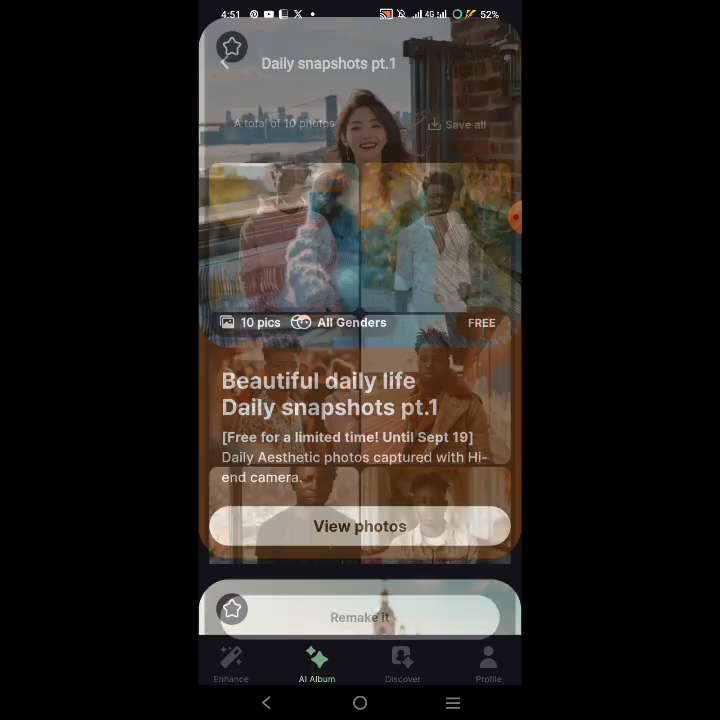 4:51
4G
52%
Daily snapshots pt.1
A total of 10 photos
Save all
10 pics
All Genders
FREE
Beautiful daily life
Daily snapshots pt.1
[Free for a limited time! Until Sept 19]
Daily Aesthetic photos captured with Hi-
end camera.
View photos
Remake it
Enhance
AI Album
Discover
Profile